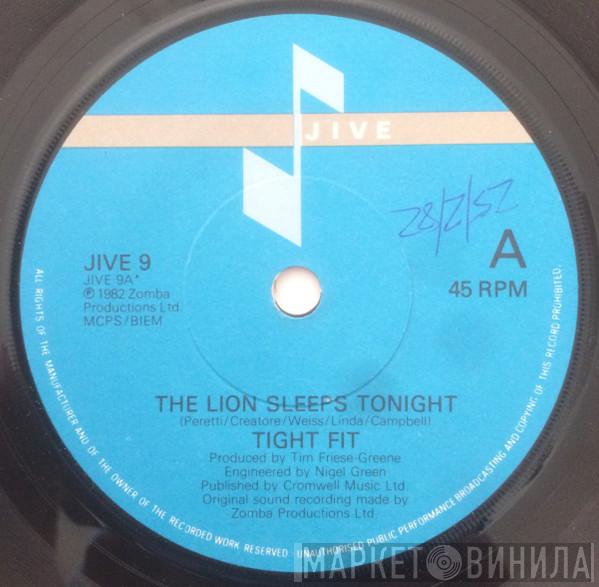 JIVE
28/2/82
A
JIVE 9
JIVE 9A*
℗ 1982 Zomba
Productions Ltd.
MCPS/BIEM
45 RPM
THE LION SLEEPS TONIGHT
(Peretti/Creatore/Weiss/Linda/Campbell)
TIGHT FIT
Produced by Tim Friese-Greene
Engineered by Nigel Green
Published by Cromwell Music Ltd.
Original sound recording made by
Zomba Productions Ltd
ALL RIGHTS OF THE MANUFACTURER AND OF THE OWNER OF THE RECORDED WORK RESERVED UNAUTHORISED PUBLIC PERFORMANCE BROADCASTING AND COPYING OF THIS RECORD PROHIBITED.
МАРКЕТ ВИНИЛА